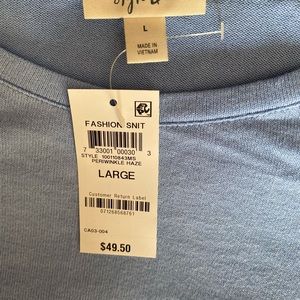 L
MADE IN
VIETNAM
FASHION SNIT
7 33001 00030 3
STYLE 100110843MS
PERIWINKLE HAZE
LARGE
Customer Return Label
071268568761
CA03-004
$49.50